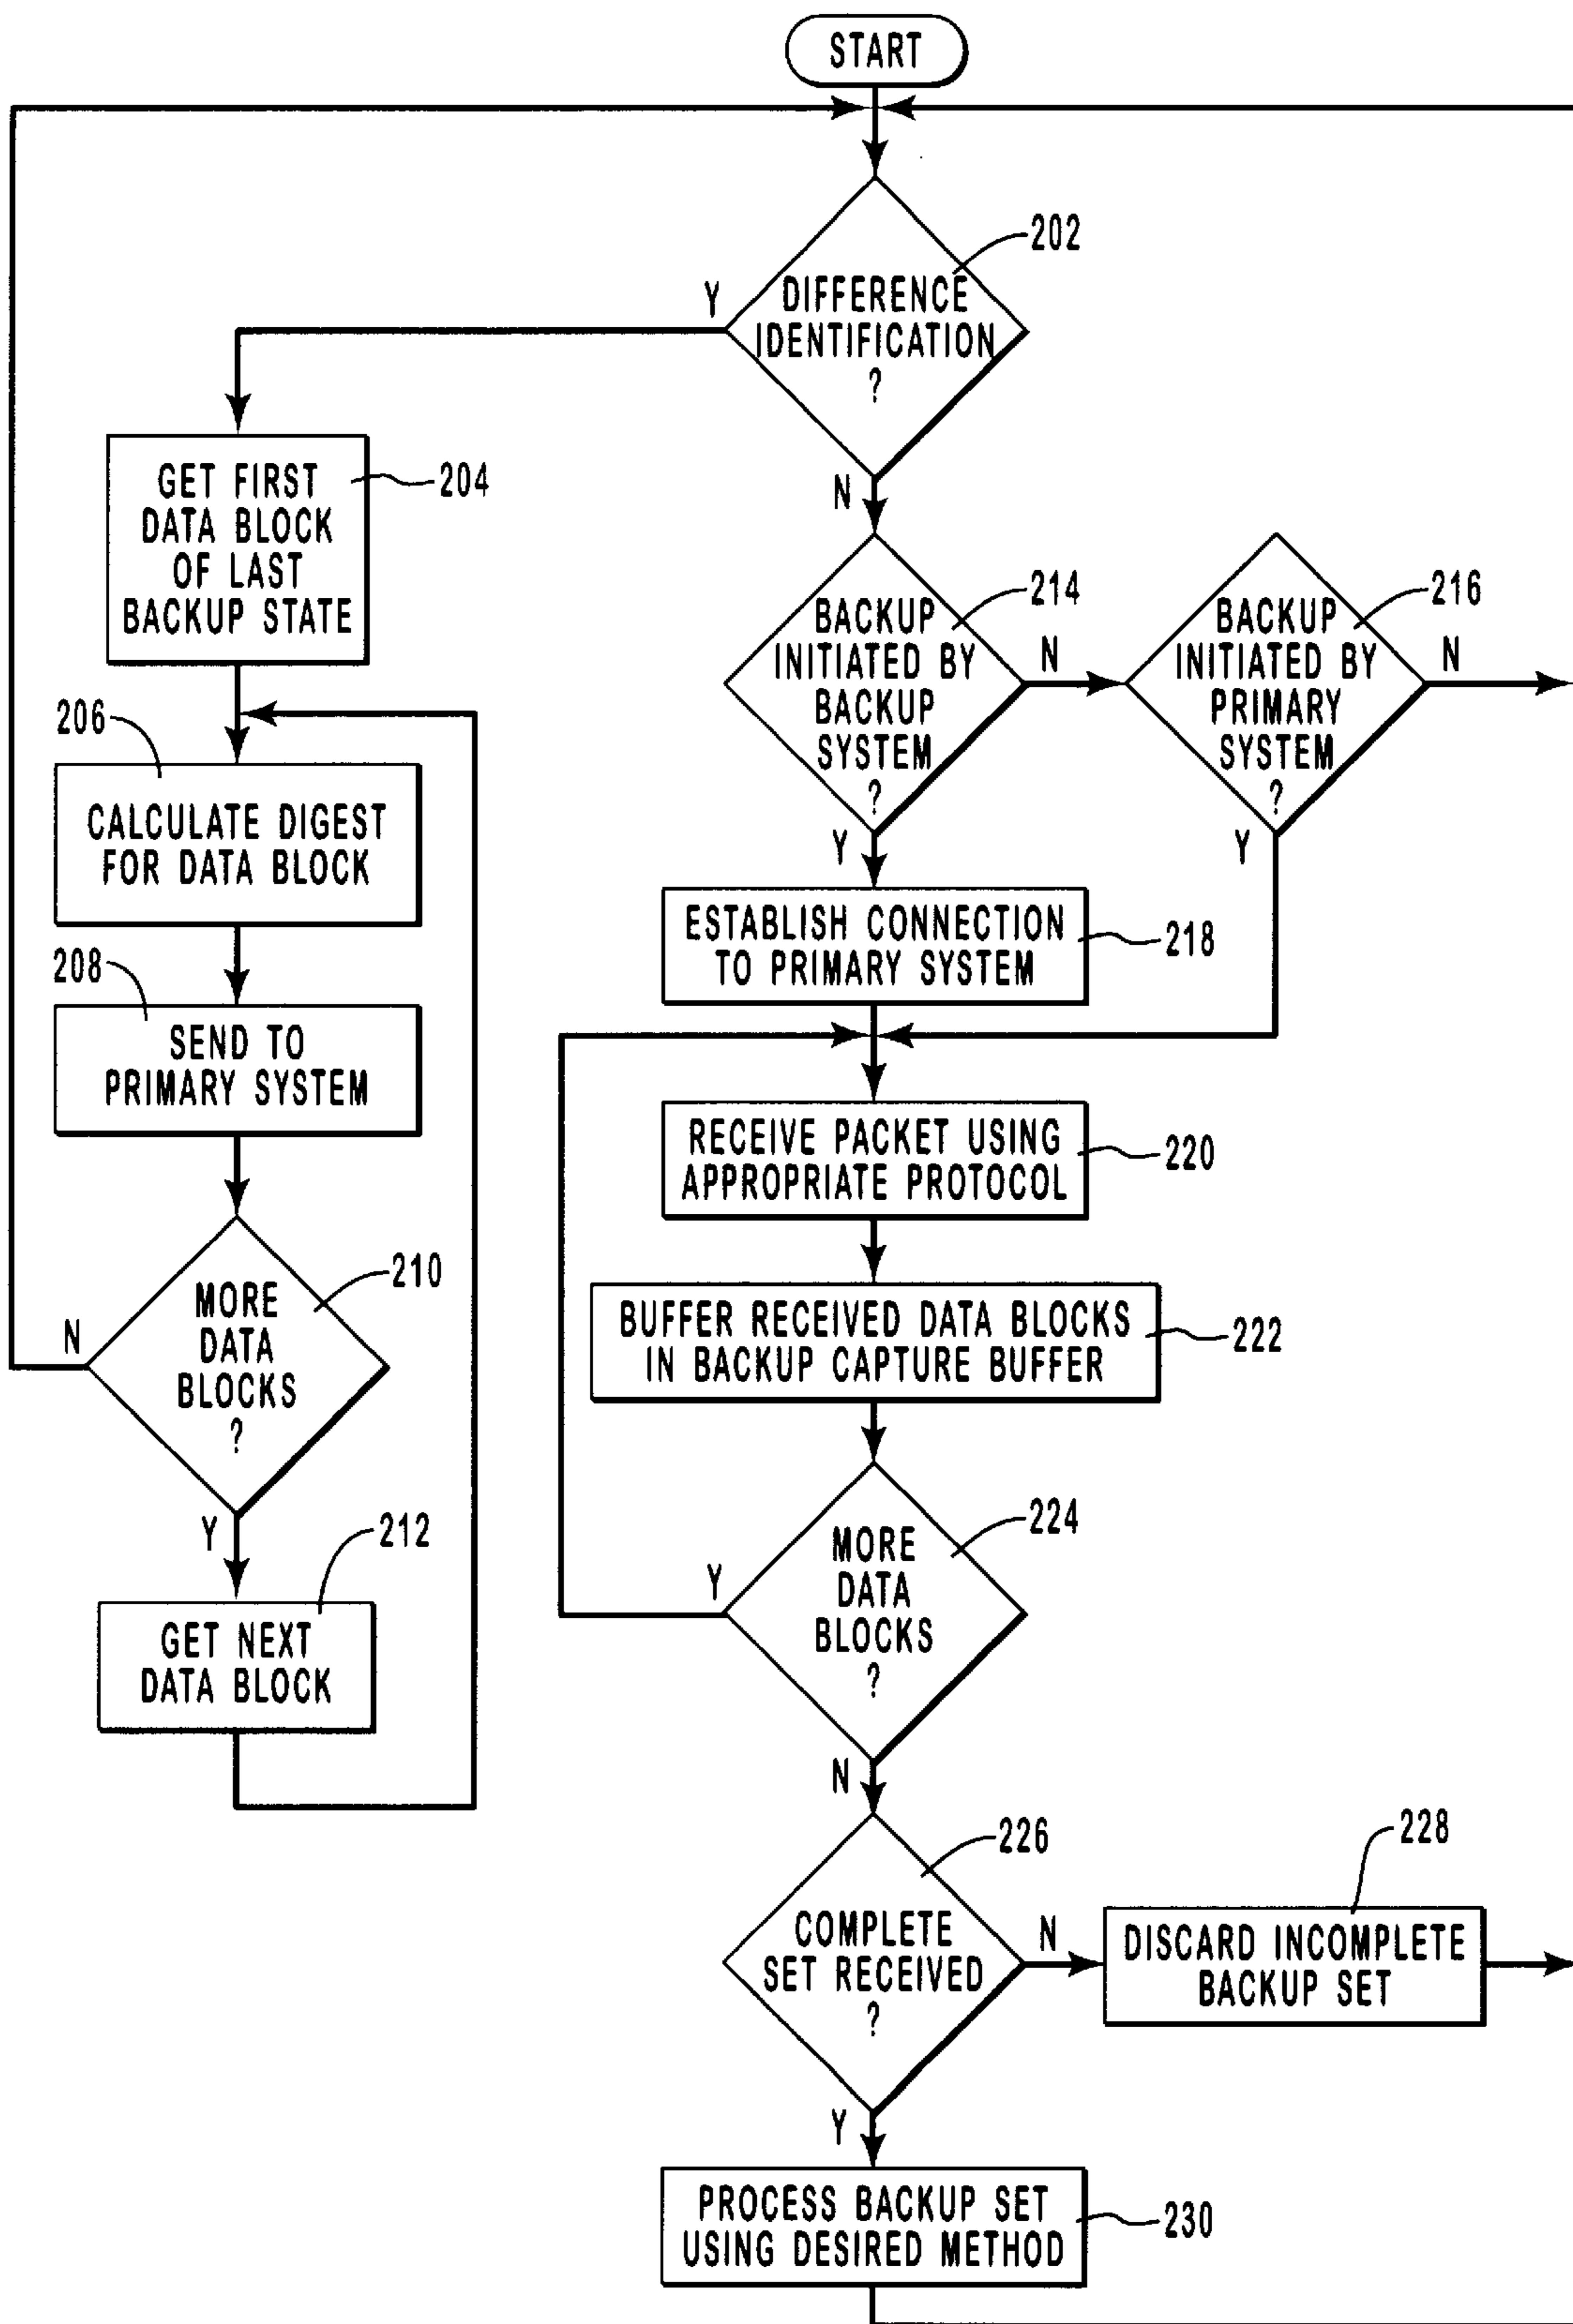 START
202
DIFFERENCE
IDENTIFICATION
?
Y
N
GET FIRST
DATA BLOCK
OF LAST
BACKUP STATE
204
206
CALCULATE DIGEST
FOR DATA BLOCK
208
SEND TO
PRIMARY SYSTEM
210
MORE
DATA
BLOCKS
?
N
Y
212
GET NEXT
DATA BLOCK
214
BACKUP
INITIATED BY
BACKUP
SYSTEM
?
N
Y
216
BACKUP
INITIATED BY
PRIMARY
SYSTEM
?
N
Y
ESTABLISH CONNECTION
TO PRIMARY SYSTEM
218
RECEIVE PACKET USING
APPROPRIATE PROTOCOL
220
BUFFER RECEIVED DATA BLOCKS
IN BACKUP CAPTURE BUFFER
222
224
MORE
DATA
BLOCKS
?
Y
N
226
COMPLETE
SET RECEIVED
?
N
Y
228
DISCARD INCOMPLETE
BACKUP SET
PROCESS BACKUP SET
USING DESIRED METHOD
230